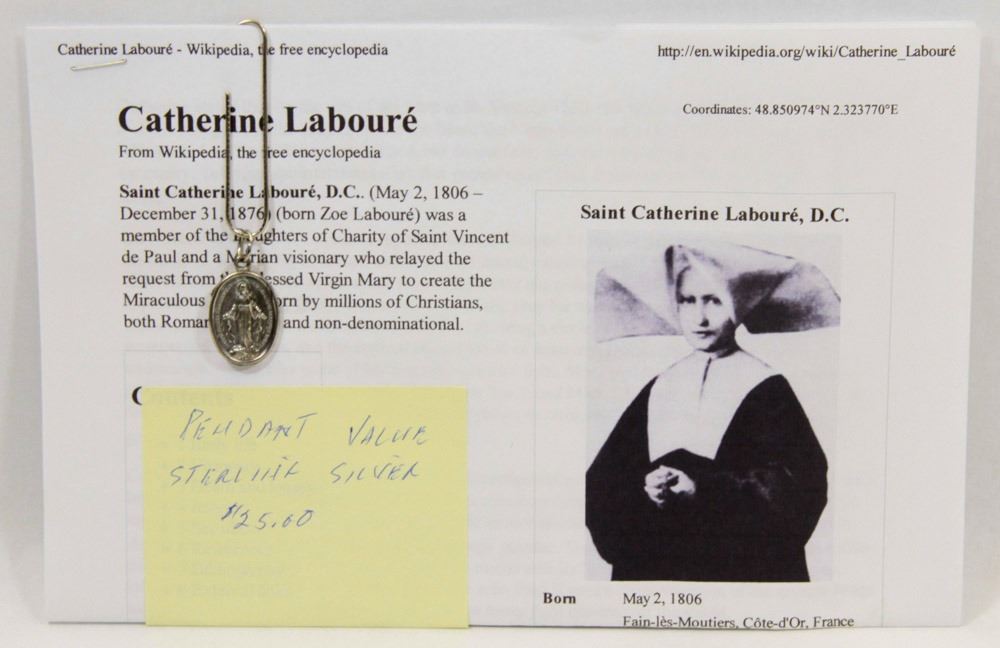 Catherine Labouré - Wikipedia, the free encyclopedia
http://en.wikipedia.org/wiki/Catherine_Labouré
Coordinates: 48.850974°N 2.323770°E
Catherine Labouré
From Wikipedia, the free encyclopedia
Saint Catherine Labouré, D.C.. (May 2, 1806 –
December 31, 1876) (born Zoe Labouré) was a
member of the Daughters of Charity of Saint Vincent
de Paul and a Marian visionary who relayed the
request from the Blessed Virgin Mary to create the
Miraculous worn by millions of Christians,
both Roman and non-denominational.
Contents
PENDANT VALUE
STERLING SILVER
$25.00
Saint Catherine Labouré, D.C.
Born May 2, 1806
Fain-lès-Moutiers, Côte-d'Or, France